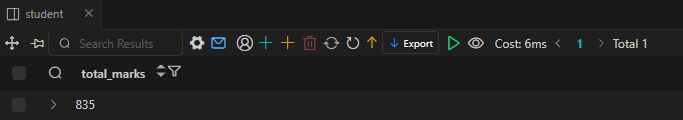 student
Search Results
Export
Cost: 6ms
1
Total 1
total_marks
835